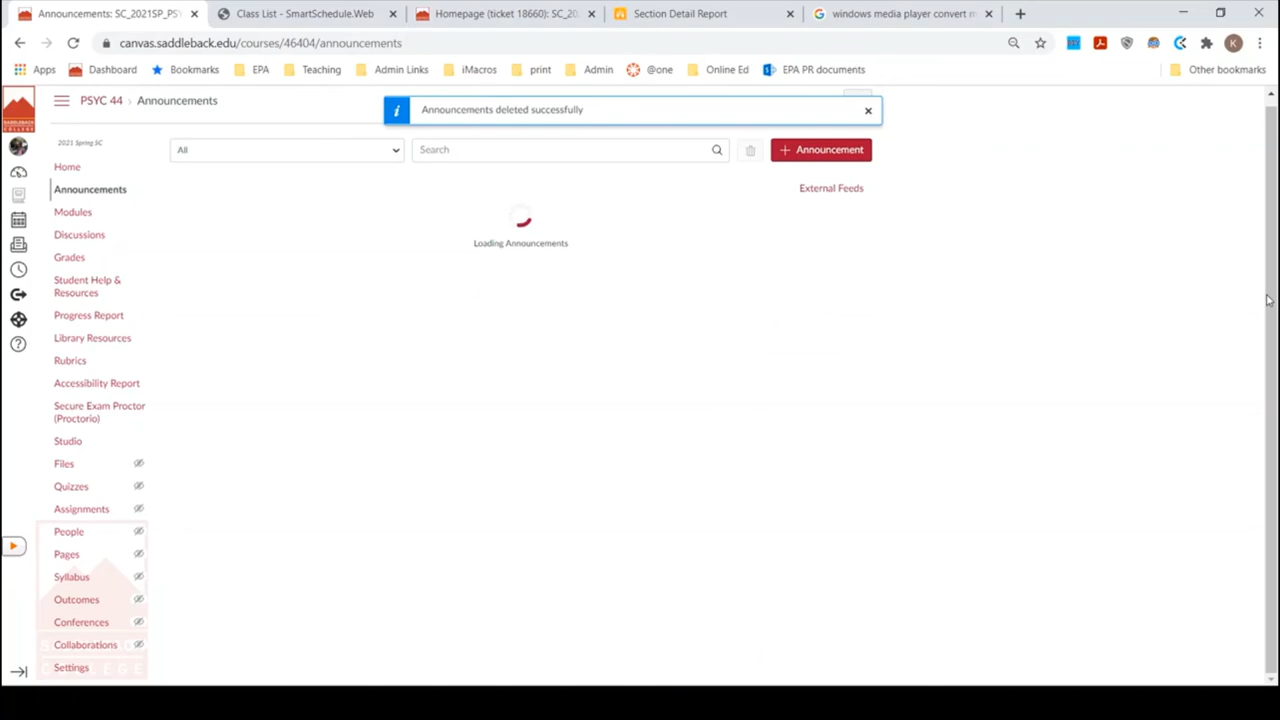 Announcements: SC_2021SP_PSY
Class List - SmartSchedule.Web
Homepage (ticket 18660): SC_20
Section Detail Report
windows media player convert m
canvas.saddleback.edu/courses/46404/announcements
K
Apps
Dashboard
Bookmarks
EPA
Teaching
Admin Links
iMacros
print
Admin
@one
Online Ed
EPA PR documents
Other bookmarks
PSYC 44 › Announcements
i Announcements deleted successfully
2021 Spring SC
All
Search
+ Announcement
External Feeds
Loading Announcements
Home
Announcements
Modules
Discussions
Grades
Student Help &
Resources
Progress Report
Library Resources
Rubrics
Accessibility Report
Secure Exam Proctor
(Proctorio)
Studio
Files
Quizzes
Assignments
People
Pages
Syllabus
Outcomes
Conferences
Collaborations
Settings